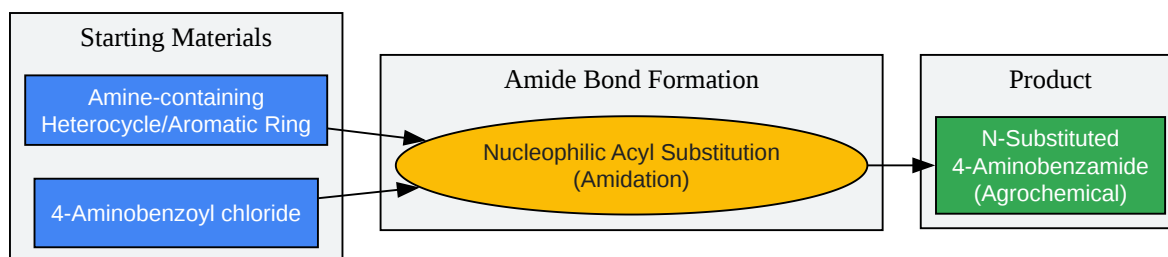 Starting Materials
Amine-containing
Heterocycle/Aromatic Ring
4-Aminobenzoyl chloride
Amide Bond Formation
Nucleophilic Acyl Substitution
(Amidation)
Product
N-Substituted
4-Aminobenzamide
(Agrochemical)